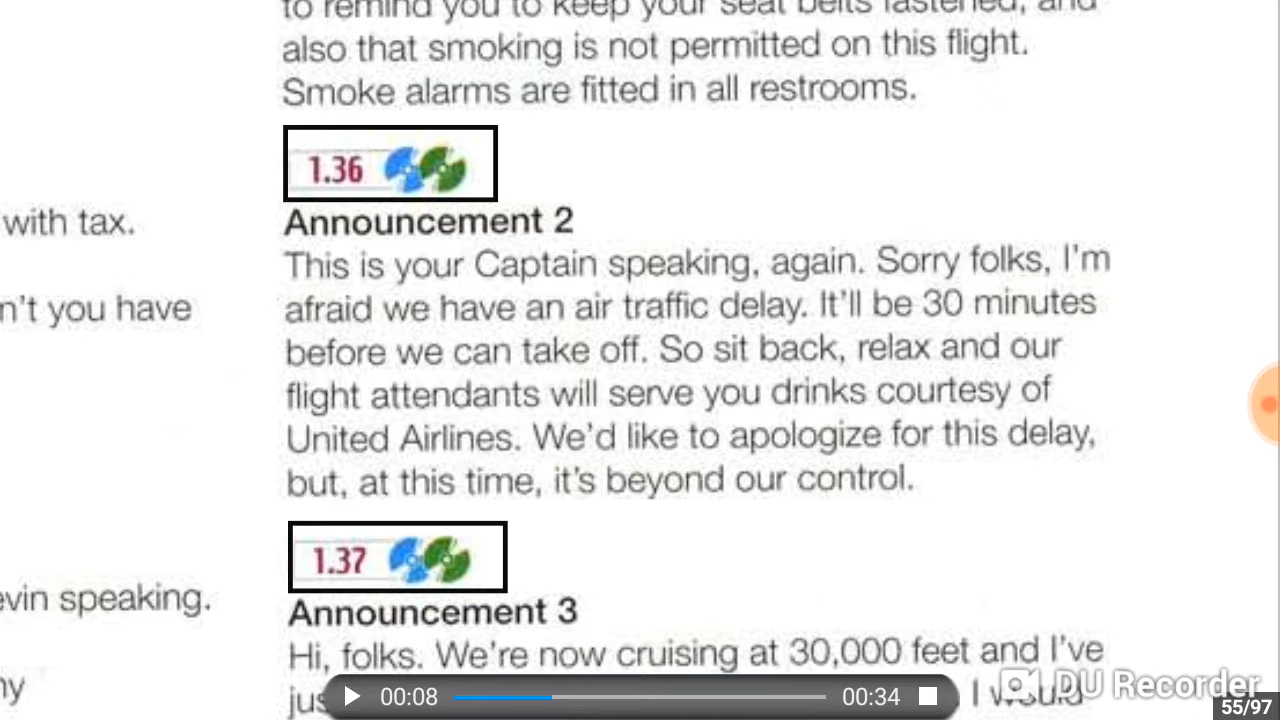 to remind you to keep your seat belts fastened, and
also that smoking is not permitted on this flight.
Smoke alarms are fitted in all restrooms.
1.36
with tax.
Announcement 2
This is your Captain speaking, again. Sorry folks, I'm
n't you have
afraid we have an air traffic delay. It'll be 30 minutes
before we can take off. So sit back, relax and our
flight attendants will serve you drinks courtesy of
United Airlines. We'd like to apologize for this delay,
but, at this time, it's beyond our control.
1.37
evin speaking.
Announcement 3
Hi, folks. We're now cruising at 30,000 feet and I've
jus
I would
DU Recorder
00:08
00:34
55/97